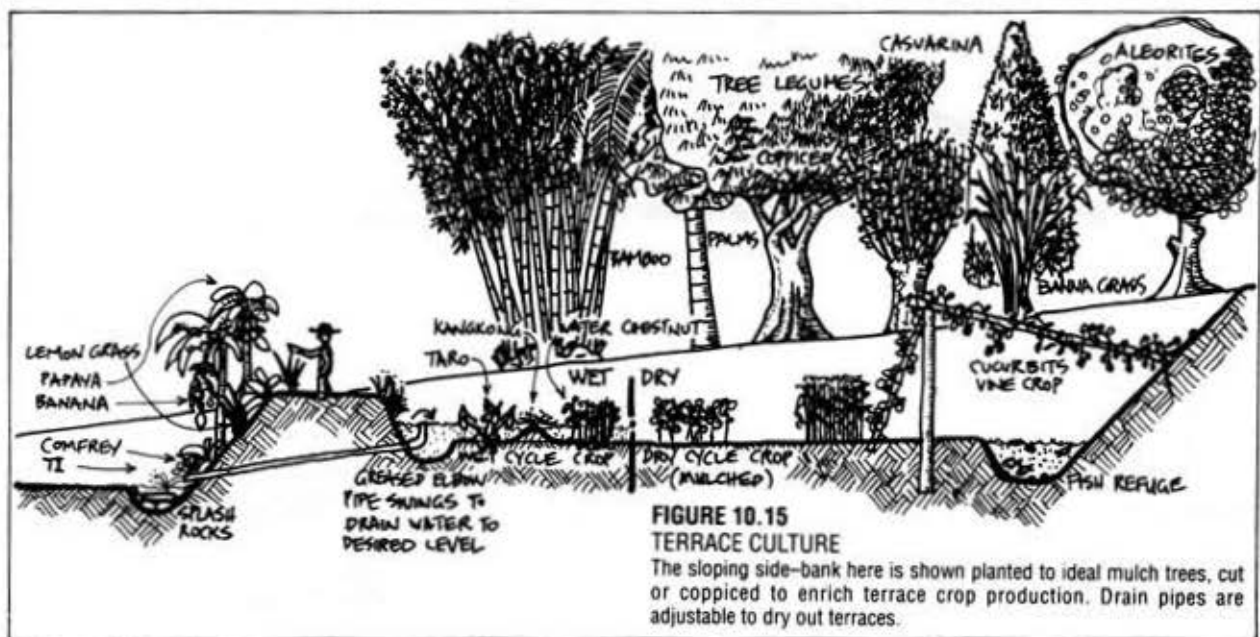 CASUARINA
ALEORITES
TREE LEGUMES
COPPICED
BAMBOO
PALMS
BANNA GRASS
LEMON GRASS
PAPAYA
BANANA
KANGKONG
WATER CHESTNUT
TARO
WET
DRY
CUCURBITS
VINE CROP
COMFREY
TI
WET CYCLE CROP
DRY CYCLE CROP
(MULCHED)
SPLASH
ROCKS
GREASED ELBOW
PIPE SWINGS TO
DRAIN WATER TO
DESIRED LEVEL
FISH REFUGE
FIGURE 10.15
TERRACE CULTURE
The sloping side-bank here is shown planted to ideal mulch trees, cut
or coppiced to enrich terrace crop production. Drain pipes are
adjustable to dry out terraces.